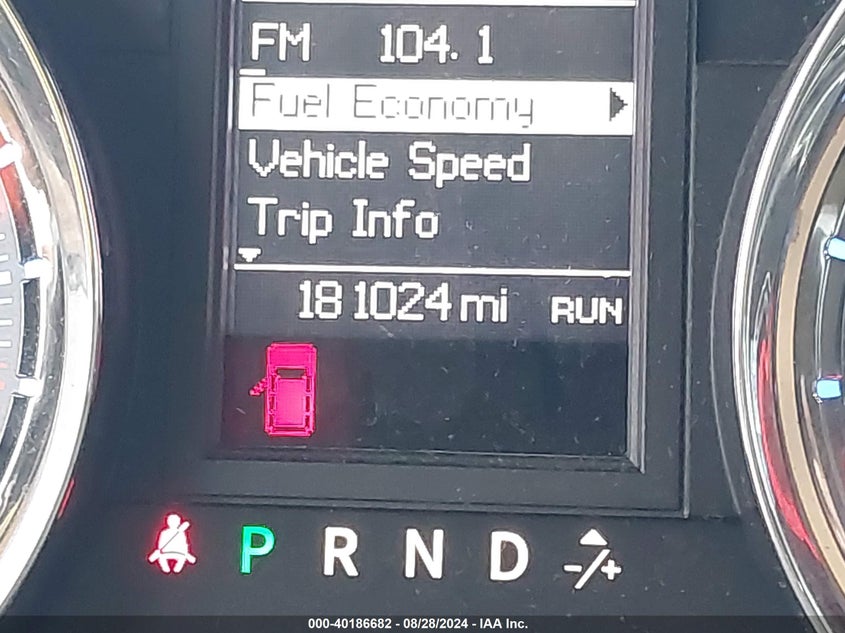 FM 104.1
Fuel Economy
Vehicle Speed
Trip Info
181024 mi RUN
P R N D -/+
000-40186682 - 08/28/2024 - IAA Inc.